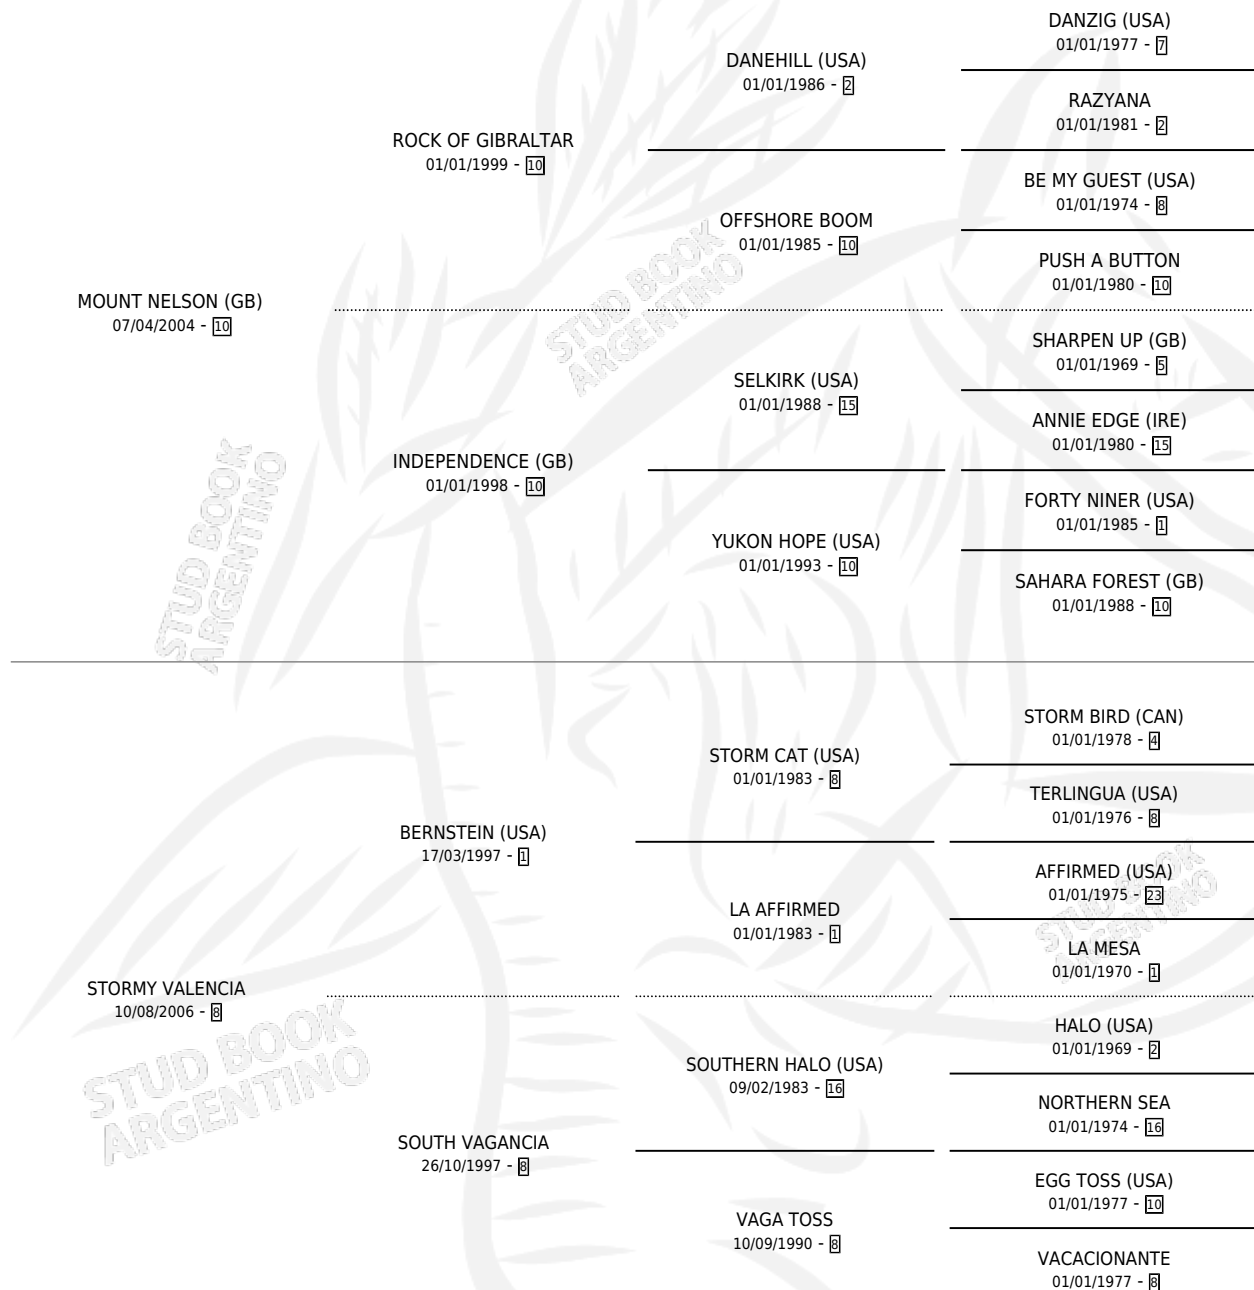 DANZIG (USA)
01/01/1977 - 7
DANEHILL (USA)
01/01/1986 - 2
RAZYANA
01/01/1981 - 2
ROCK OF GIBRALTAR
01/01/1999 - 10
BE MY GUEST (USA)
01/01/1974 - 8
OFFSHORE BOOM
01/01/1985 - 10
PUSH A BUTTON
01/01/1980 - 10
MOUNT NELSON (GB)
07/04/2004 - 10
SHARPEN UP (GB)
01/01/1969 - 5
SELKIRK (USA)
01/01/1988 - 15
ANNIE EDGE (IRE)
01/01/1980 - 15
INDEPENDENCE (GB)
01/01/1998 - 10
FORTY NINER (USA)
01/01/1985 - 1
YUKON HOPE (USA)
01/01/1993 - 10
SAHARA FOREST (GB)
01/01/1988 - 10
STORM BIRD (CAN)
01/01/1978 - 4
STORM CAT (USA)
01/01/1983 - 8
TERLINGUA (USA)
01/01/1976 - 8
BERNSTEIN (USA)
17/03/1997 - 1
AFFIRMED (USA)
01/01/1975 - 23
LA AFFIRMED
01/01/1983 - 1
LA MESA
01/01/1970 - 1
STORMY VALENCIA
10/08/2006 - 8
HALO (USA)
01/01/1969 - 2
SOUTHERN HALO (USA)
09/02/1983 - 16
NORTHERN SEA
01/01/1974 - 16
SOUTH VAGANCIA
26/10/1997 - 8
EGG TOSS (USA)
01/01/1977 - 10
VAGA TOSS
10/09/1990 - 8
VACACIONANTE
01/01/1977 - 8
STUD BOOK
ARGENTINO
STUD BOOK
ARGENTINO
STUD BOOK
ARGENTINO
STUD BOOK
ARGENTINO